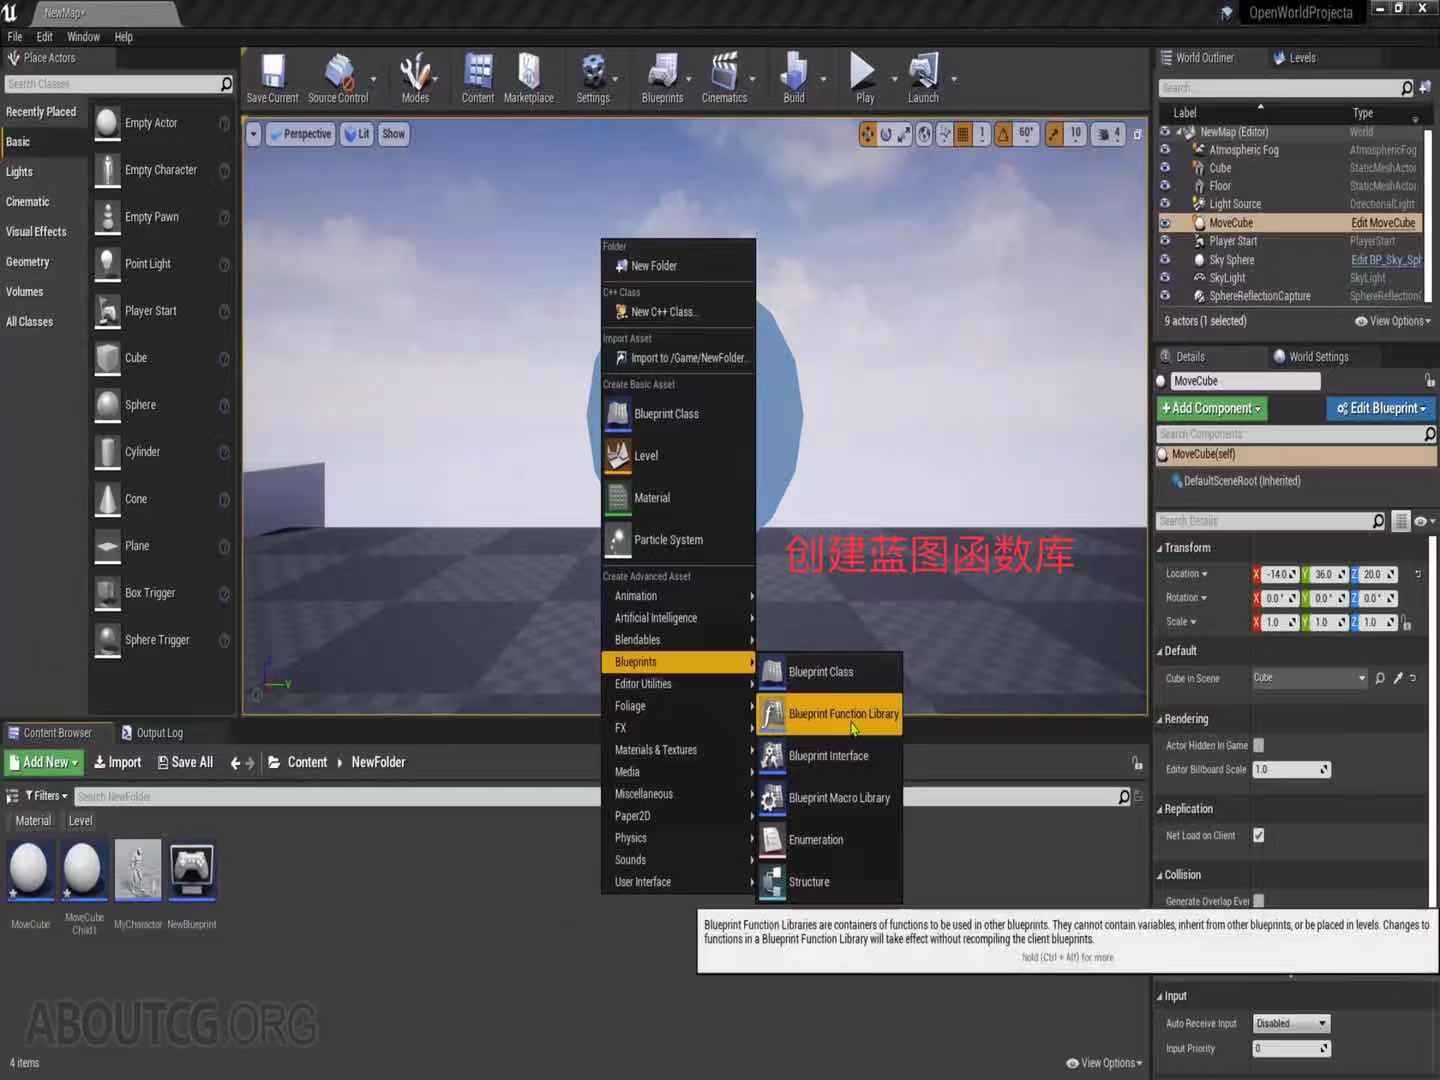 NewMap*
OpenWorldProjecta
File Edit Window Help
Place Actors
Search Classes
Recently Placed
Basic
Lights
Cinematic
Visual Effects
Geometry
Volumes
All Classes
Empty Actor
Empty Character
Empty Pawn
Point Light
Player Start
Cube
Sphere
Cylinder
Cone
Plane
Box Trigger
Sphere Trigger
Save Current
Source Control
Modes
Content
Marketplace
Settings
Blueprints
Cinematics
Build
Play
Launch
Perspective
Lit
Show
1
60°
10
4
Folder
New Folder
C++ Class
New C++ Class...
Import Asset
Import to /Game/NewFolder...
Create Basic Asset
Blueprint Class
Level
Material
Particle System
Create Advanced Asset
Animation
Artificial Intelligence
Blendables
Blueprints
Editor Utilities
Foliage
FX
Materials & Textures
Media
Miscellaneous
Paper2D
Physics
Sounds
User Interface
Blueprint Class
Blueprint Function Library
Blueprint Interface
Blueprint Macro Library
Enumeration
Structure
创建蓝图函数库
Y
Blueprint Function Libraries are containers of functions to be used in other blueprints. They cannot contain variables, inherit from other blueprints, or be placed in levels. Changes to
functions in a Blueprint Function Library will take effect without recompiling the client blueprints.
hold (Ctrl + Alt) for more
World Outliner
Levels
Search...
Label Type
NewMap (Editor) World
Atmospheric Fog AtmosphericFog
Cube StaticMeshActor
Floor StaticMeshActor
Light Source DirectionalLight
MoveCube Edit MoveCube
Player Start PlayerStart
Sky Sphere Edit BP_Sky_Sph
SkyLight SkyLight
SphereReflectionCapture SphereReflectionC
9 actors (1 selected)
View Options
Details
World Settings
MoveCube
+Add Component
Edit Blueprint
Search Components
MoveCube(self)
DefaultSceneRoot (Inherited)
Search Details
Transform
Location X -14.0 Y 36.0 Z 20.0
Rotation X 0.0° Y 0.0° Z 0.0°
Scale X 1.0 Y 1.0 Z 1.0
Default
Cube in Scene Cube
Rendering
Actor Hidden In Game
Editor Billboard Scale 1.0
Replication
Net Load on Client
Collision
Generate Overlap Ever
Input
Auto Receive Input Disabled
Input Priority 0
Content Browser
Output Log
Add New
Import
Save All
Content
NewFolder
Filters
Search NewFolder
Material
Level
MoveCube
MoveCube
Child1
MyCharacter
NewBlueprint
ABOUTCG.ORG
4 items
View Options